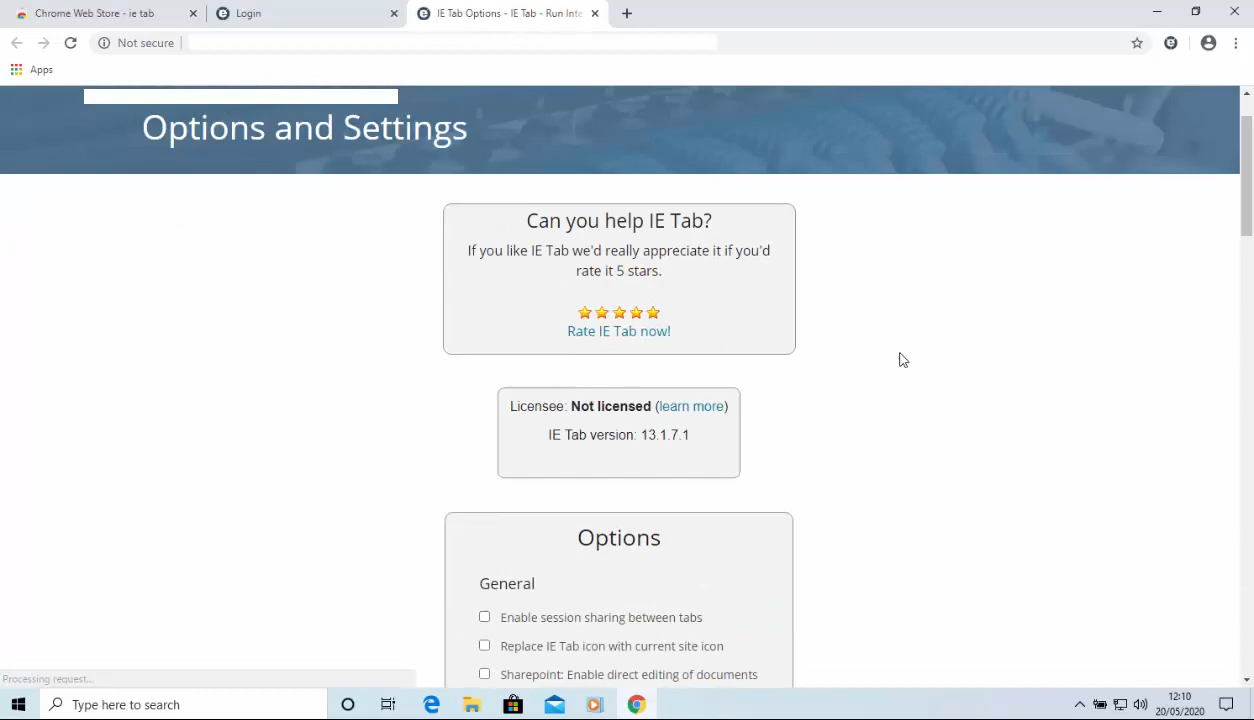 Chrome Web Store - ie tab
Login
IE Tab Options - IE Tab - Run Inte
Not secure
Apps
Options and Settings
Can you help IE Tab?
If you like IE Tab we'd really appreciate it if you'd
rate it 5 stars.
Rate IE Tab now!
Licensee: Not licensed (learn more)
IE Tab version: 13.1.7.1
Options
General
Enable session sharing between tabs
Replace IE Tab icon with current site icon
Sharepoint: Enable direct editing of documents
Processing request...
Type here to search
12:10
20/05/2020